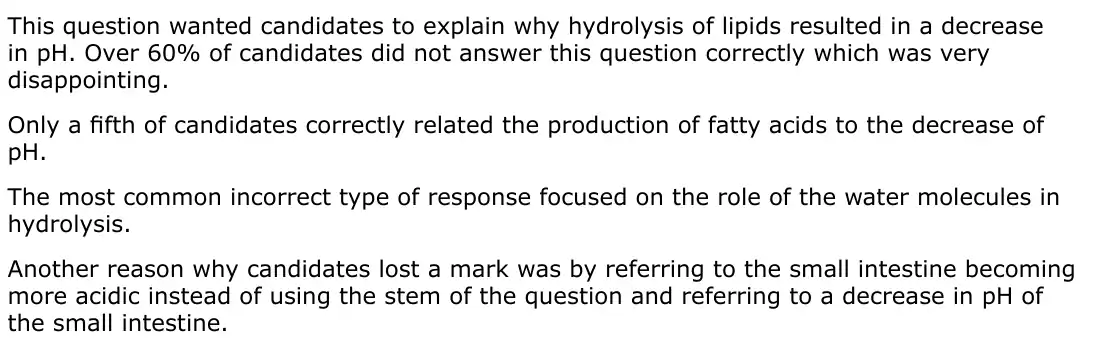 This question wanted candidates to explain why hydrolysis of lipids resulted in a decrease
in pH. Over 60% of candidates did not answer this question correctly which was very
disappointing.
Only a fifth of candidates correctly related the production of fatty acids to the decrease of
pH.
The most common incorrect type of response focused on the role of the water molecules in
hydrolysis.
Another reason why candidates lost a mark was by referring to the small intestine becoming
more acidic instead of using the stem of the question and referring to a decrease in pH of
the small intestine.